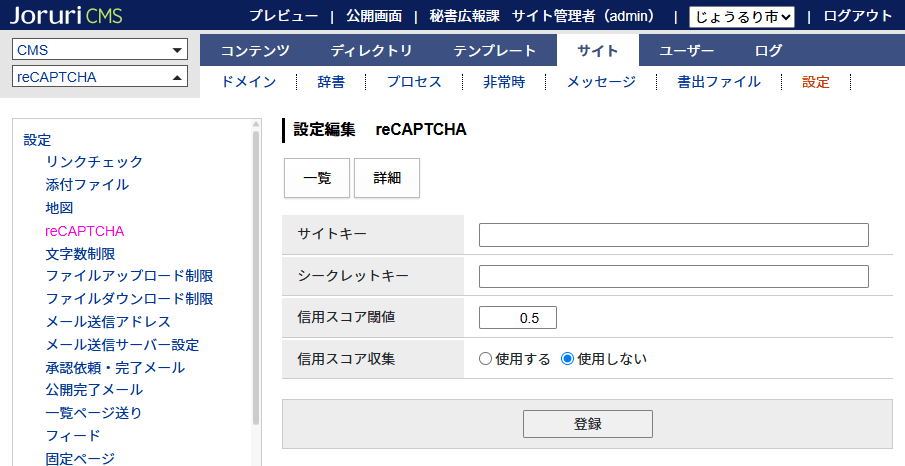 Joruri CMS プレビュー | 公開画面 | 秘書広報課 サイト管理者（admin） | じょうるり市 | ログアウト
CMS コンテンツ ディレクトリ テンプレート サイト ユーザー ログ
reCAPTCHA ドメイン 辞書 プロセス 非常時 メッセージ 書出ファイル 設定
設定
リンクチェック
添付ファイル
地図
reCAPTCHA
文字数制限
ファイルアップロード制限
ファイルダウンロード制限
メール送信アドレス
メール送信サーバー設定
承認依頼・完了メール
公開完了メール
一覧ページ送り
フィード
固定ページ
設定編集 reCAPTCHA
一覧 詳細
サイトキー
シークレットキー
信用スコア閾値 0.5
信用スコア収集 使用する 使用しない
登録